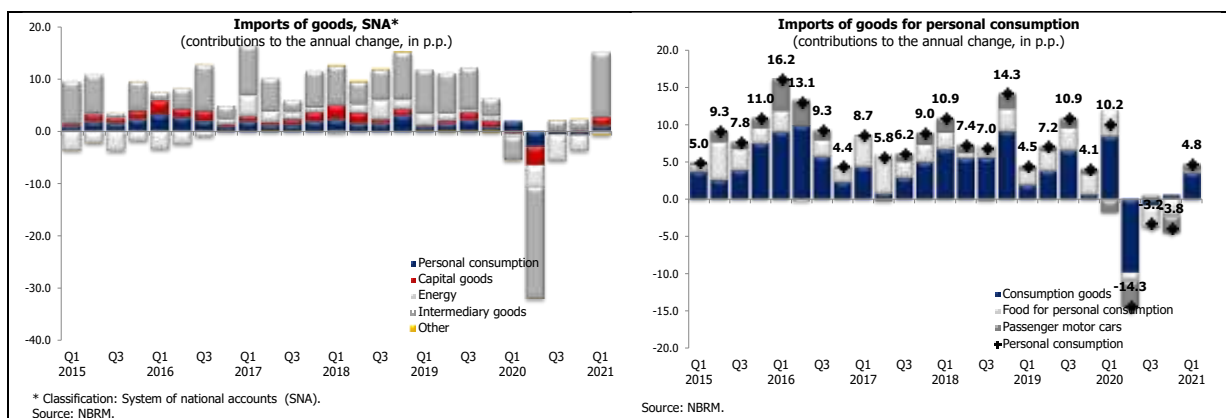 Imports of goods, SNA*
(contributions to the annual change, in p.p.)
20.0
10.0
0.0
-10.0
-20.0
-30.0
-40.0
Personal consumption
Capital goods
Energy
Intermediary goods
Other
Q1 Q3 Q1 Q3 Q1 Q3 Q1 Q3 Q1 Q3 Q1 Q3 Q1
2015 2016 2017 2018 2019 2020 2021
* Classification: System of national accounts (SNA).
Source: NBRM.
Imports of goods for personal consumption
(contributions to the annual change, in p.p.)
20.0
15.0
10.0
5.0
0.0
-5.0
-10.0
-15.0
-20.0
5.0 9.3 7.8 11.0 16.2 13.1 9.3 4.4 8.7 5.8 6.2 9.0 10.9 7.4 7.0 14.3 4.5 7.2 10.9 4.1 10.2 -14.3 -3.2 -3.8 4.8
Consumption goods
Food for personal consumption
Passenger motor cars
Personal consumption
Q1 Q3 Q1 Q3 Q1 Q3 Q1 Q3 Q1 Q3 Q1 Q3 Q1
2015 2016 2017 2018 2019 2020 2021
Source: NBRM.